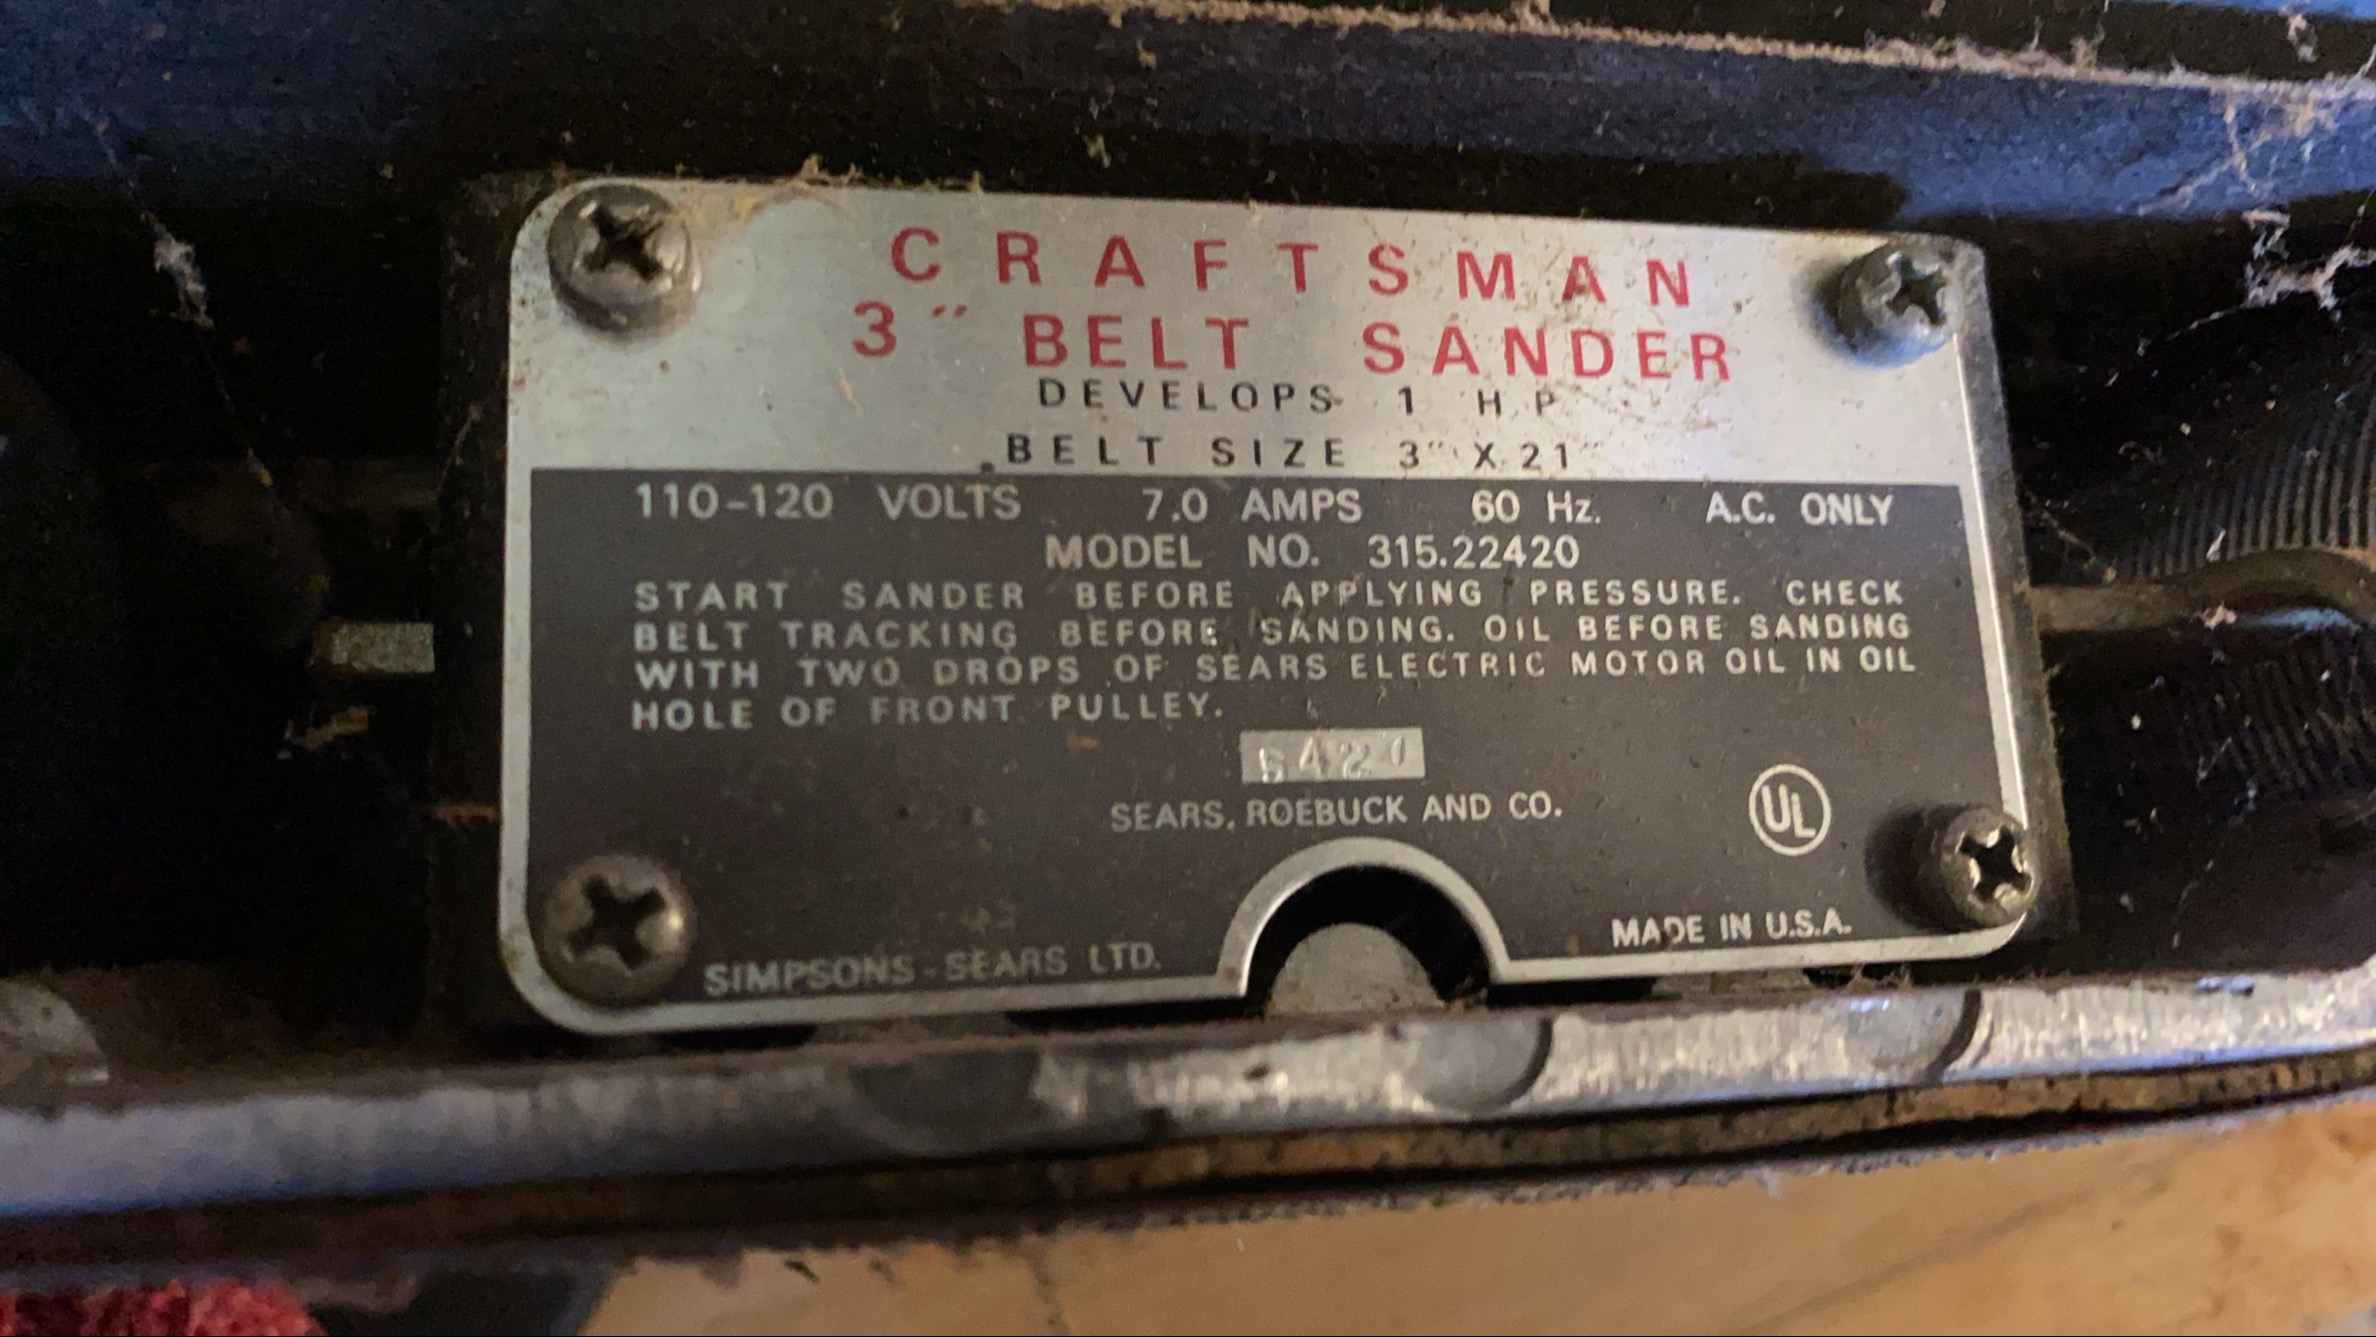 CRAFTSMAN
3" BELT SANDER
DEVELOPS 1 H.P.
BELT SIZE 3" X 21"
110-120 VOLTS 7.0 AMPS 60 Hz. A.C. ONLY
MODEL NO. 315.22420
START SANDER BEFORE APPLYING PRESSURE. CHECK
BELT TRACKING BEFORE SANDING. OIL BEFORE SANDING
WITH TWO DROPS OF SEARS ELECTRIC MOTOR OIL IN OIL
HOLE OF FRONT PULLEY.
SEARS, ROEBUCK AND CO.
UL
MADE IN U.S.A.
SIMPSONS-SEARS LTD.